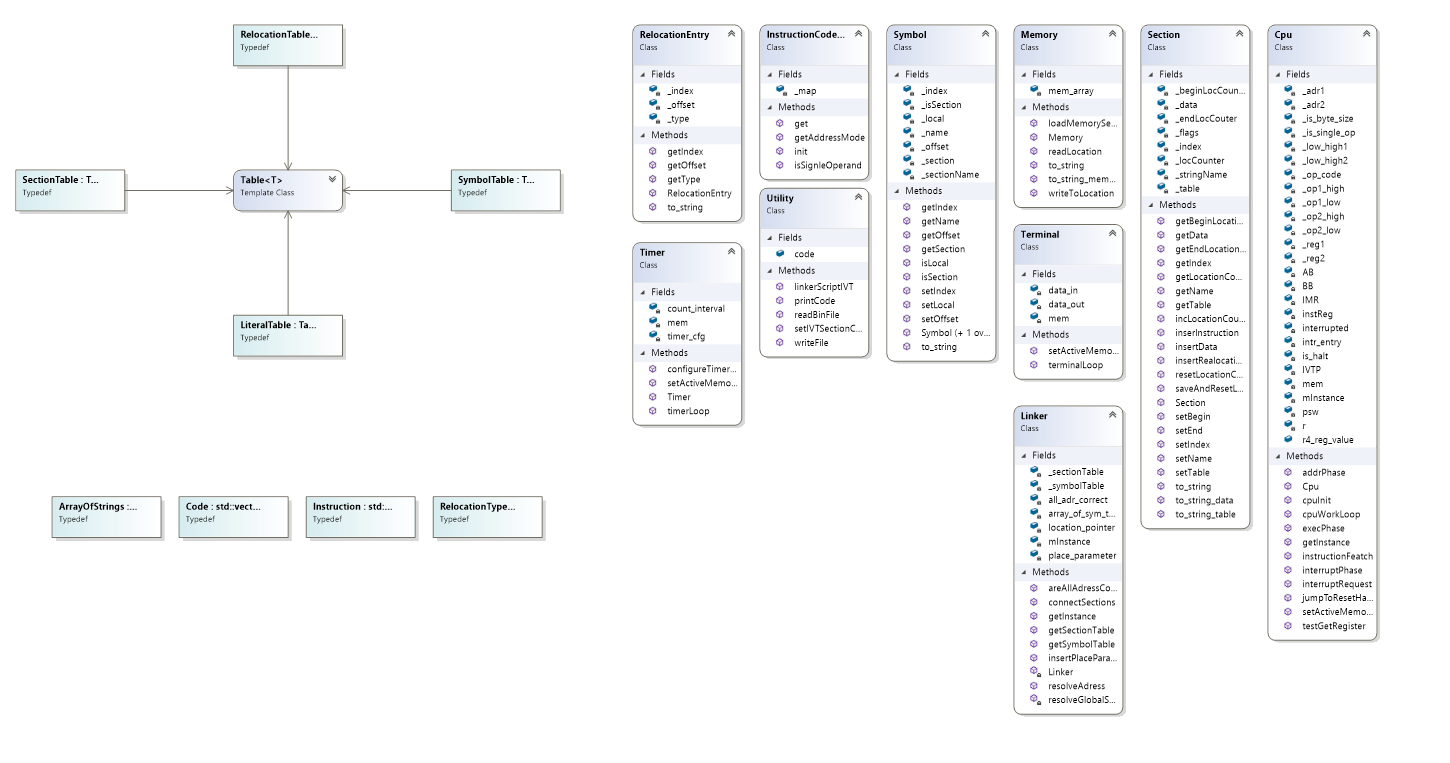 RelocationTable...
Typedef
SectionTable : T...
Typedef
Table<T>
Template Class
SymbolTable : T...
Typedef
LiteralTable : Ta...
Typedef
ArrayOfStrings :...
Typedef
Code : std::vect...
Typedef
Instruction : std:...
Typedef
RelocationType...
Typedef
RelocationEntry
Class
Fields
_index
_offset
_type
Methods
getIndex
getOffset
getType
RelocationEntry
to_string
Timer
Class
Fields
count_interval
mem
timer_cfg
Methods
configureTimer...
setActiveMemo...
Timer
timerLoop
InstructionCode...
Class
Fields
_map
Methods
get
getAddressMode
init
isSignleOperand
Utility
Class
Fields
code
Methods
linkerScriptIVT
printCode
readBinFile
setIVTSectionC...
writeFile
Symbol
Class
Fields
_index
_isSection
_local
_name
_offset
_section
_sectionName
Methods
getIndex
getName
getOffset
getSection
isLocal
isSection
setIndex
setLocal
setOffset
Symbol (+ 1 ov...
to_string
Memory
Class
Fields
mem_array
Methods
loadMemorySe...
Memory
readLocation
to_string
to_string_mem...
writeToLocation
Terminal
Class
Fields
data_in
data_out
mem
Methods
setActiveMemo...
terminalLoop
Linker
Class
Fields
_sectionTable
_symbolTable
all_adr_correct
array_of_sym_t...
location_pointer
mInstance
place_parameter
Methods
areAllAdressCo...
connectSections
getInstance
getSectionTable
getSymbolTable
insertPlacePara...
Linker
resolveAdress
resolveGlobalS...
Section
Class
Fields
_beginLocCoun...
_data
_endLocCouter
_flags
_index
_locCounter
_stringName
_table
Methods
getBeginLocati...
getData
getEndLocation...
getIndex
getLocationCo...
getName
getTable
incLocationCou...
inserInstruction
insertData
insertRealocati...
resetLocationC...
saveAndResetL...
Section
setBegin
setEnd
setIndex
setName
setTable
to_string
to_string_data
to_string_table
Cpu
Class
Fields
_adr1
_adr2
_is_byte_size
_is_single_op
_low_high1
_low_high2
_op_code
_op1_high
_op1_low
_op2_high
_op2_low
_reg1
_reg2
AB
BB
IMR
instReg
interrupted
intr_entry
is_halt
IVTP
mem
mInstance
psw
r
r4_reg_value
Methods
addrPhase
Cpu
cpuInit
cpuWorkLoop
execPhase
getInstance
instructionFeatch
interruptPhase
interruptRequest
jumpToResetHa...
setActiveMemo...
testGetRegister